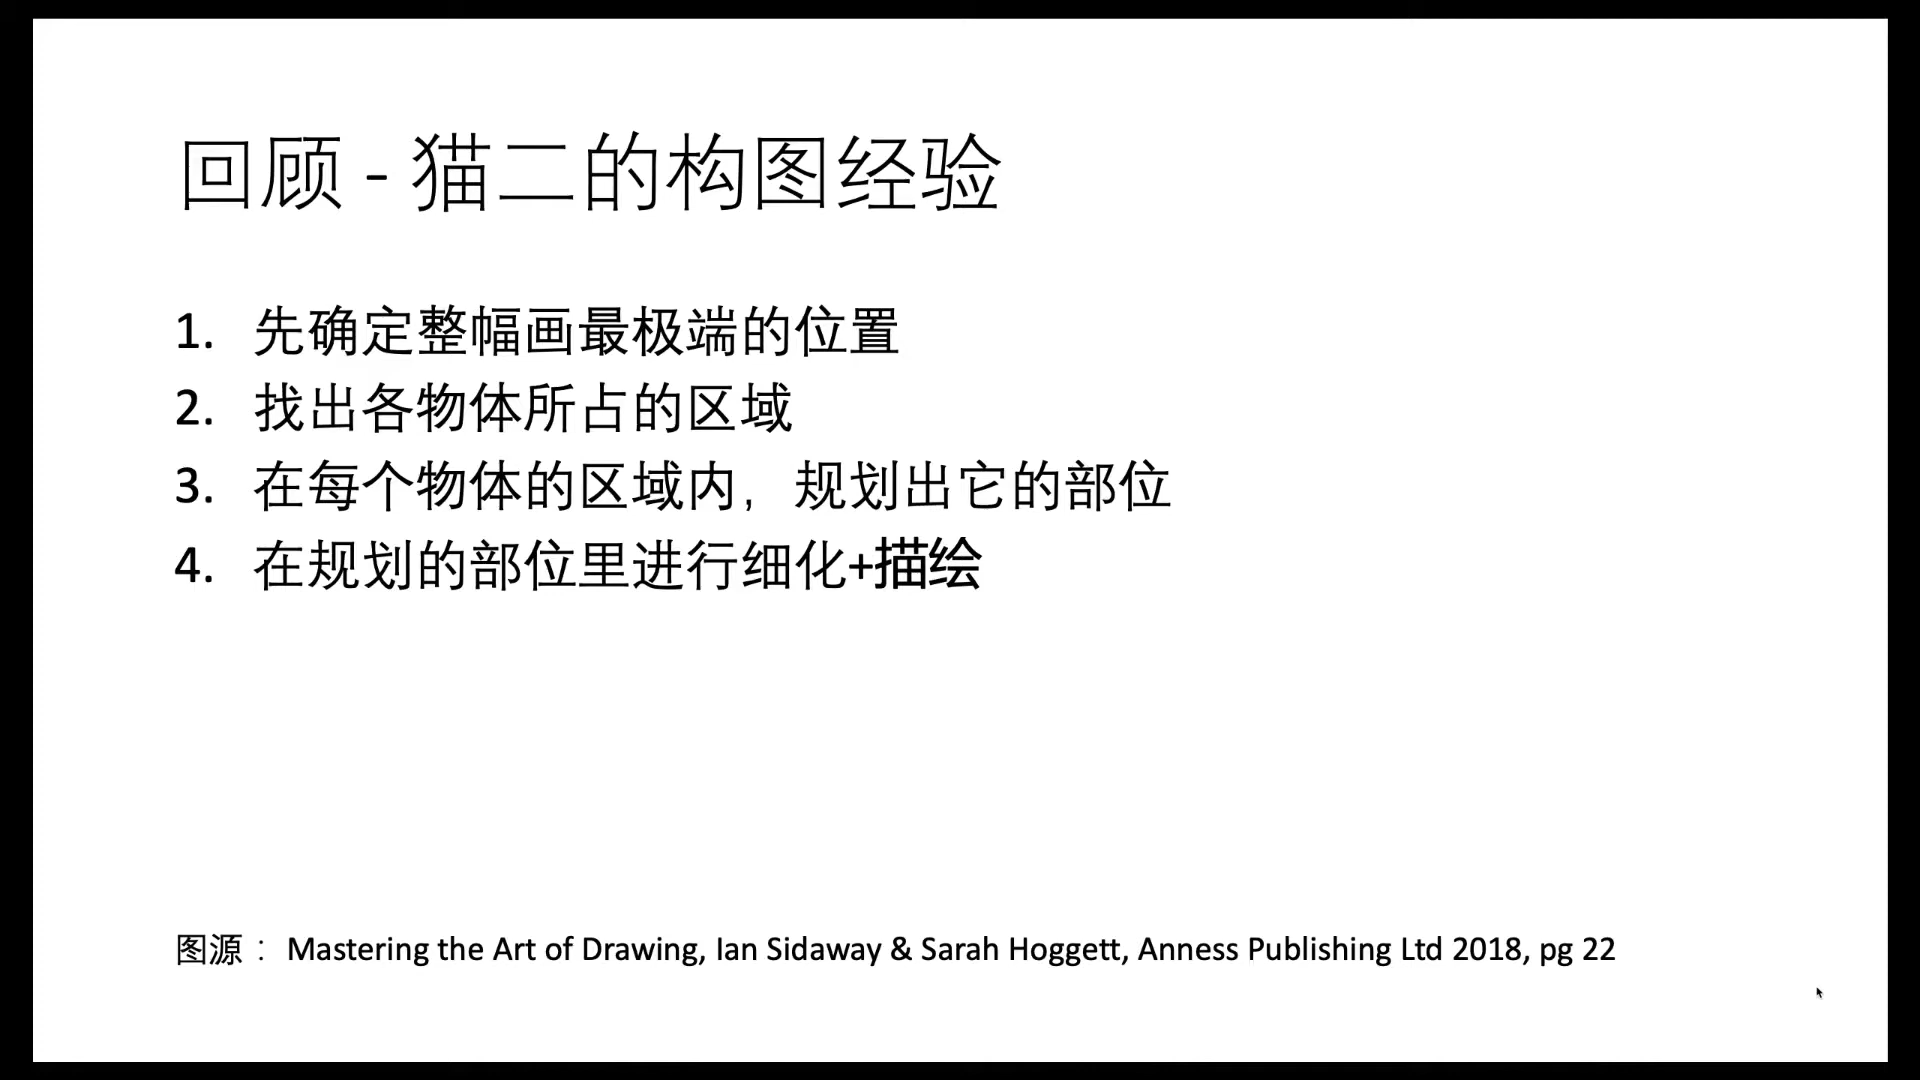 回顾 - 猫二的构图经验
1. 先确定整幅画最极端的位置
2. 找出各物体所占的区域
3. 在每个物体的区域内，规划出它的部位
4. 在规划的部位里进行细化+描绘
图源： Mastering the Art of Drawing, Ian Sidaway & Sarah Hoggett, Anness Publishing Ltd 2018, pg 22